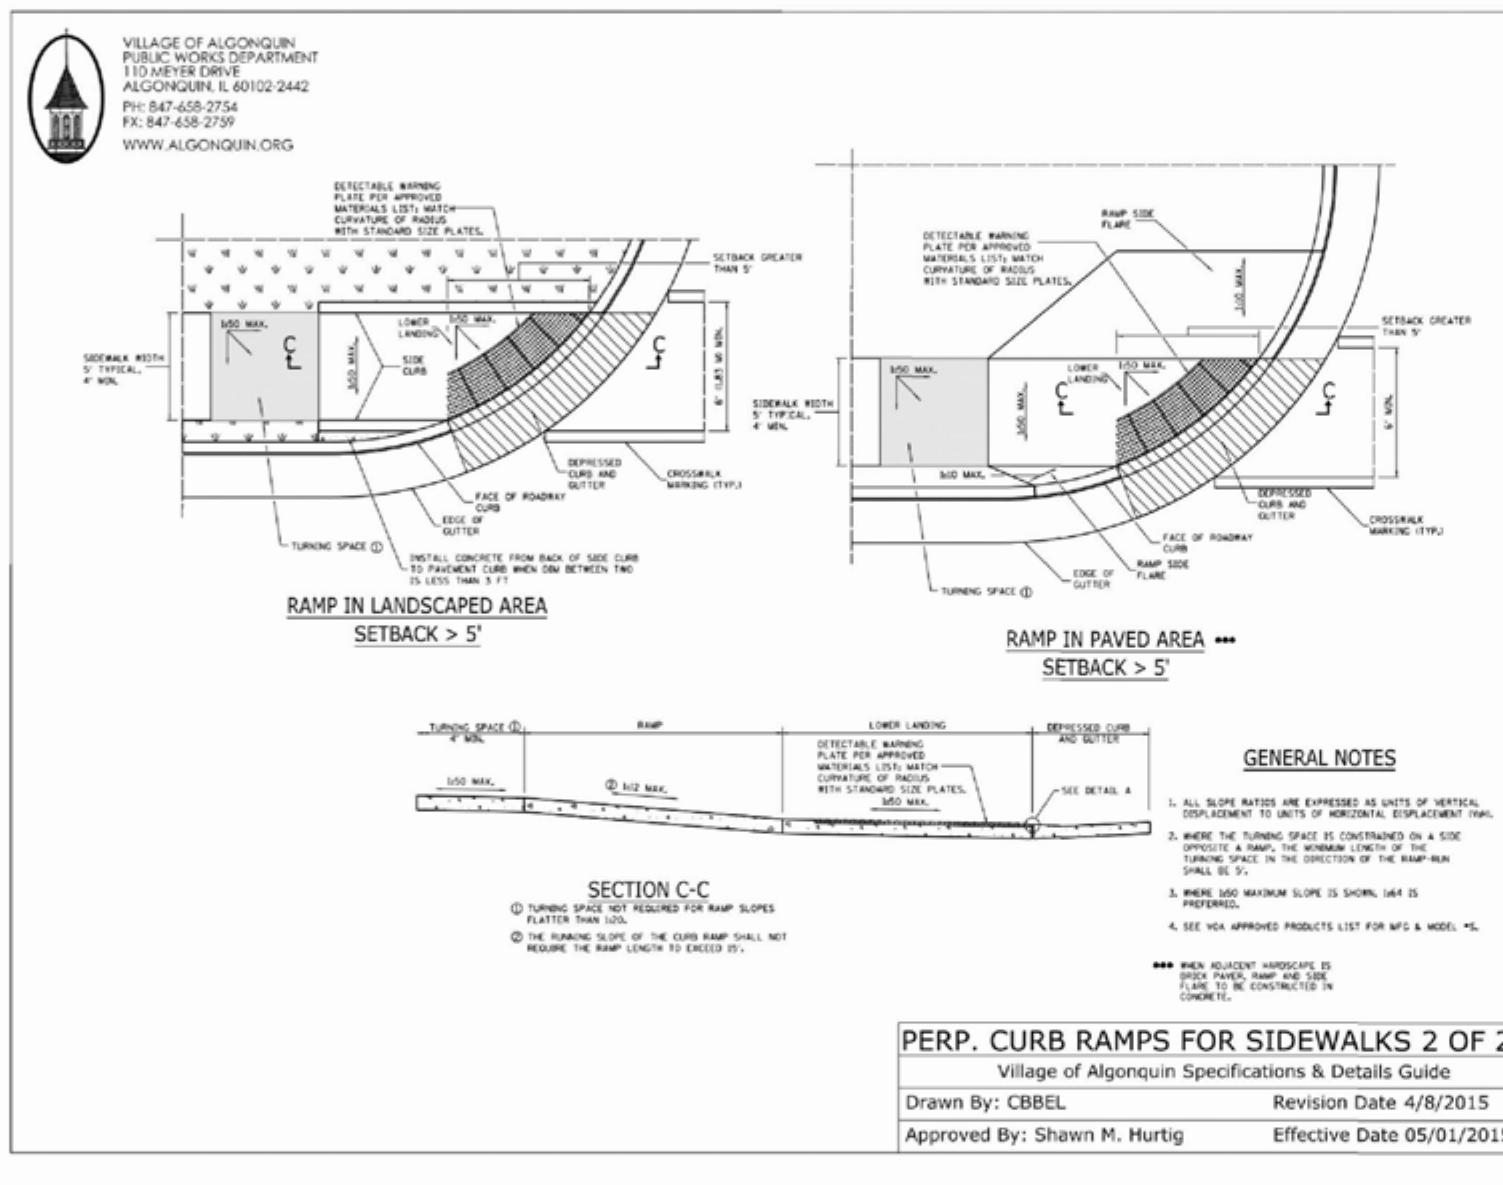 VILLAGE OF ALGONQUIN
PUBLIC WORKS DEPARTMENT
110 MEYER DRIVE
ALGONQUIN, IL 60102-2442
PH: 847-658-2754
FX: 847-658-2759
WWW.ALGONQUIN.ORG
DETECTABLE WARNING
PLATE PER APPROVED
MATERIALS LIST; MATCH
CURVATURE OF RADIUS
WITH STANDARD SIZE PLATES.
SETBACK GREATER
THAN 5'
1:50 MAX.
LOWER
LANDING
1:50 MAX.
C
C
SIDE
CURB
1:50 MAX.
SIDEWALK WIDTH
5' TYPICAL,
4' MIN.
6' (1.83 M) MIN.
DEPRESSED
CURB AND
GUTTER
CROSSWALK
MARKING (TYP.)
FACE OF ROADWAY
CURB
EDGE OF
GUTTER
TURNING SPACE ①
INSTALL CONCRETE FROM BACK OF SIDE CURB
TO PAVEMENT CURB WHEN DIM BETWEEN TWO
IS LESS THAN 3 FT
RAMP IN LANDSCAPED AREA
SETBACK > 5'
RAMP SIDE
FLARE
DETECTABLE WARNING
PLATE PER APPROVED
MATERIALS LIST; MATCH
CURVATURE OF RADIUS
WITH STANDARD SIZE PLATES.
1:10 MAX.
SETBACK GREATER
THAN 5'
1:50 MAX.
LOWER
LANDING
1:50 MAX.
C
C
1:50 MAX.
SIDEWALK WIDTH
5' TYPICAL,
4' MIN.
6' MIN.
1:10 MAX.
DEPRESSED
CURB AND
GUTTER
CROSSWALK
MARKING (TYP.)
FACE OF ROADWAY
CURB
RAMP SIDE
FLARE
EDGE OF
GUTTER
TURNING SPACE ①
RAMP IN PAVED AREA •••
SETBACK > 5'
TURNING SPACE ①
4' MIN.
RAMP
LOWER LANDING
DEPRESSED CURB
AND GUTTER
DETECTABLE WARNING
PLATE PER APPROVED
MATERIALS LIST; MATCH
CURVATURE OF RADIUS
WITH STANDARD SIZE PLATES.
1:50 MAX.
② 1:12 MAX.
1:50 MAX.
SEE DETAIL A
SECTION C-C
① TURNING SPACE NOT REQUIRED FOR RAMP SLOPES
FLATTER THAN 1:20.
② THE RUNNING SLOPE OF THE CURB RAMP SHALL NOT
REQUIRE THE RAMP LENGTH TO EXCEED 15'.
GENERAL NOTES
1. ALL SLOPE RATIOS ARE EXPRESSED AS UNITS OF VERTICAL
DISPLACEMENT TO UNITS OF HORIZONTAL DISPLACEMENT (V:H).
2. WHERE THE TURNING SPACE IS CONSTRAINED ON A SIDE
OPPOSITE A RAMP, THE MINIMUM LENGTH OF THE
TURNING SPACE IN THE DIRECTION OF THE RAMP-RUN
SHALL BE 5'.
3. WHERE 1:50 MAXIMUM SLOPE IS SHOWN, 1:64 IS
PREFERRED.
4. SEE VOA APPROVED PRODUCTS LIST FOR MFG & MODEL #'S.
••• WHEN ADJACENT HARDSCAPE IS
BRICK PAVER, RAMP AND SIDE
FLARE TO BE CONSTRUCTED IN
CONCRETE.
PERP. CURB RAMPS FOR SIDEWALKS 2 OF 2
Village of Algonquin Specifications & Details Guide
Drawn By: CBBEL
Revision Date 4/8/2015
Approved By: Shawn M. Hurtig
Effective Date 05/01/2015